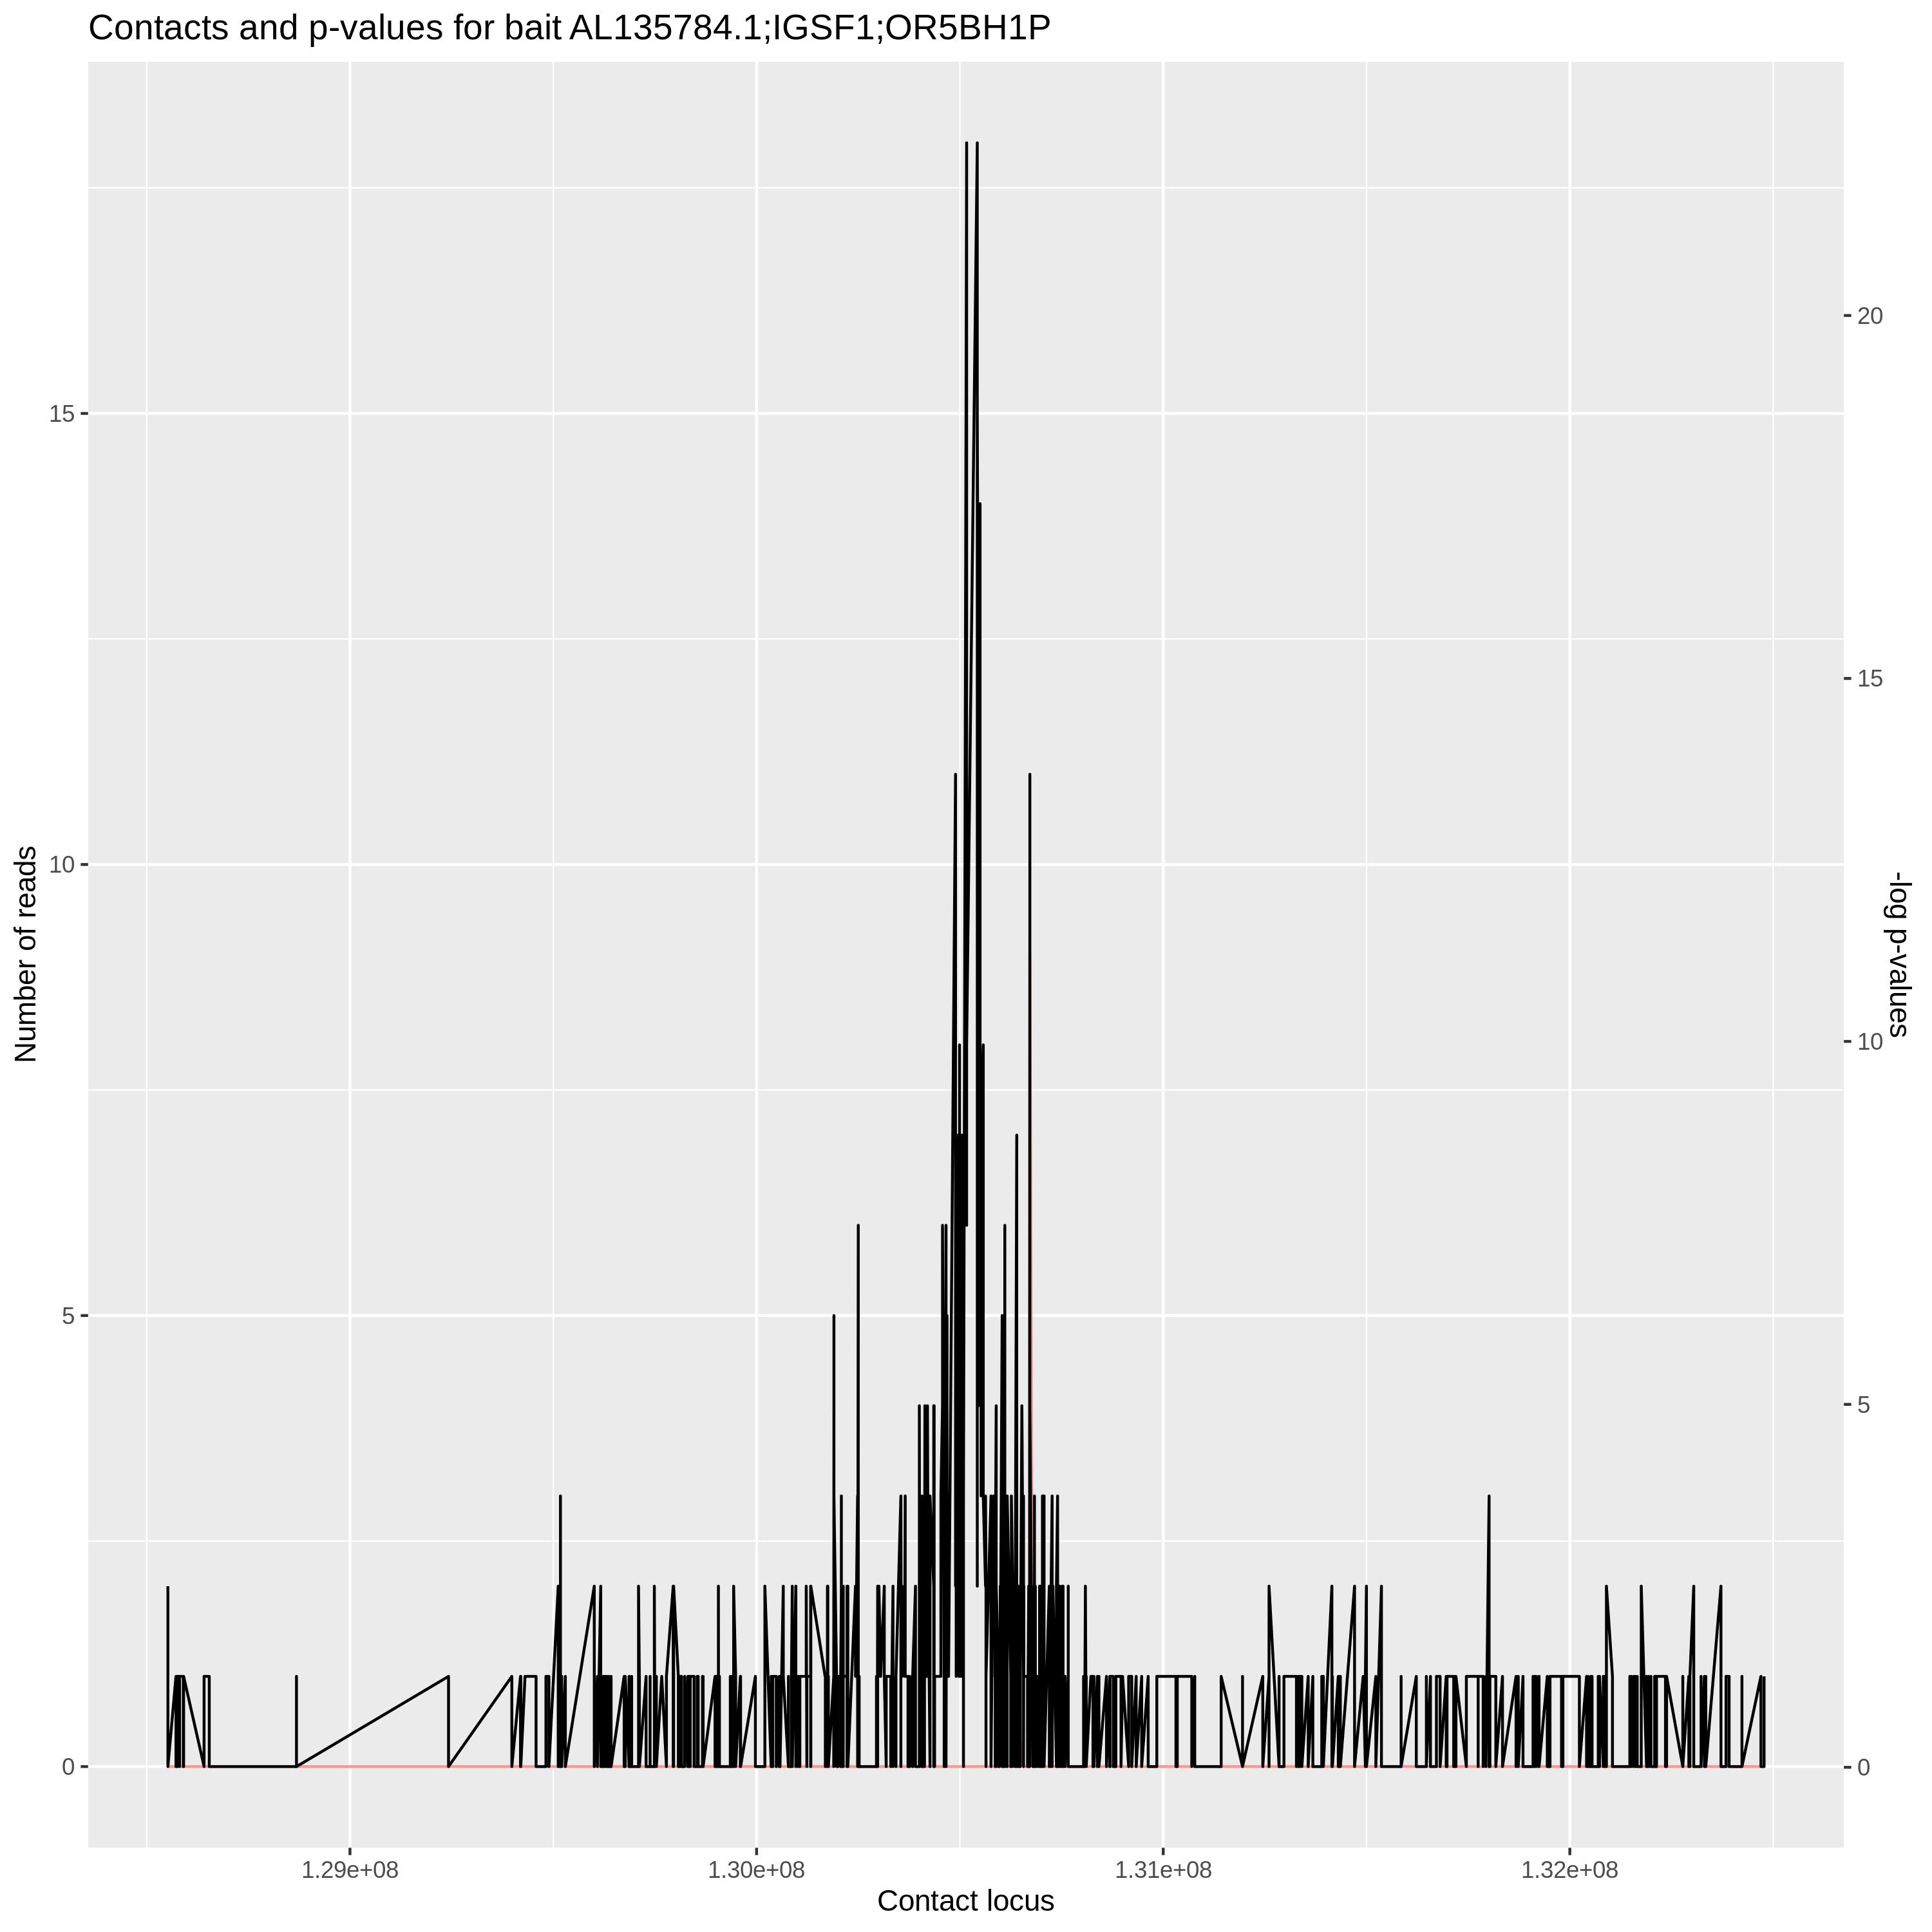 Contacts and p-values for bait AL135784.1;IGSF1;OR5BH1P
Number of reads
15
10
5
0
20
15
10
5
0
-log p-values
1.29e+08
1.30e+08
1.31e+08
1.32e+08
Contact locus